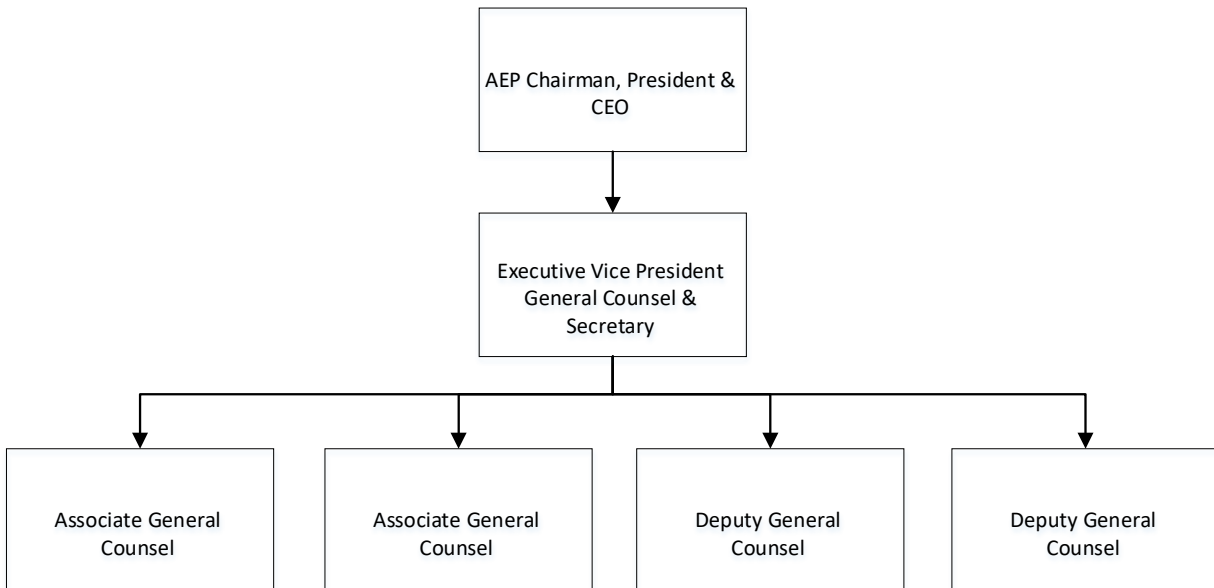 AEP Chairman, President &
CEO
Executive Vice President
General Counsel &
Secretary
Associate General
Counsel
Associate General
Counsel
Deputy General
Counsel
Deputy General
Counsel